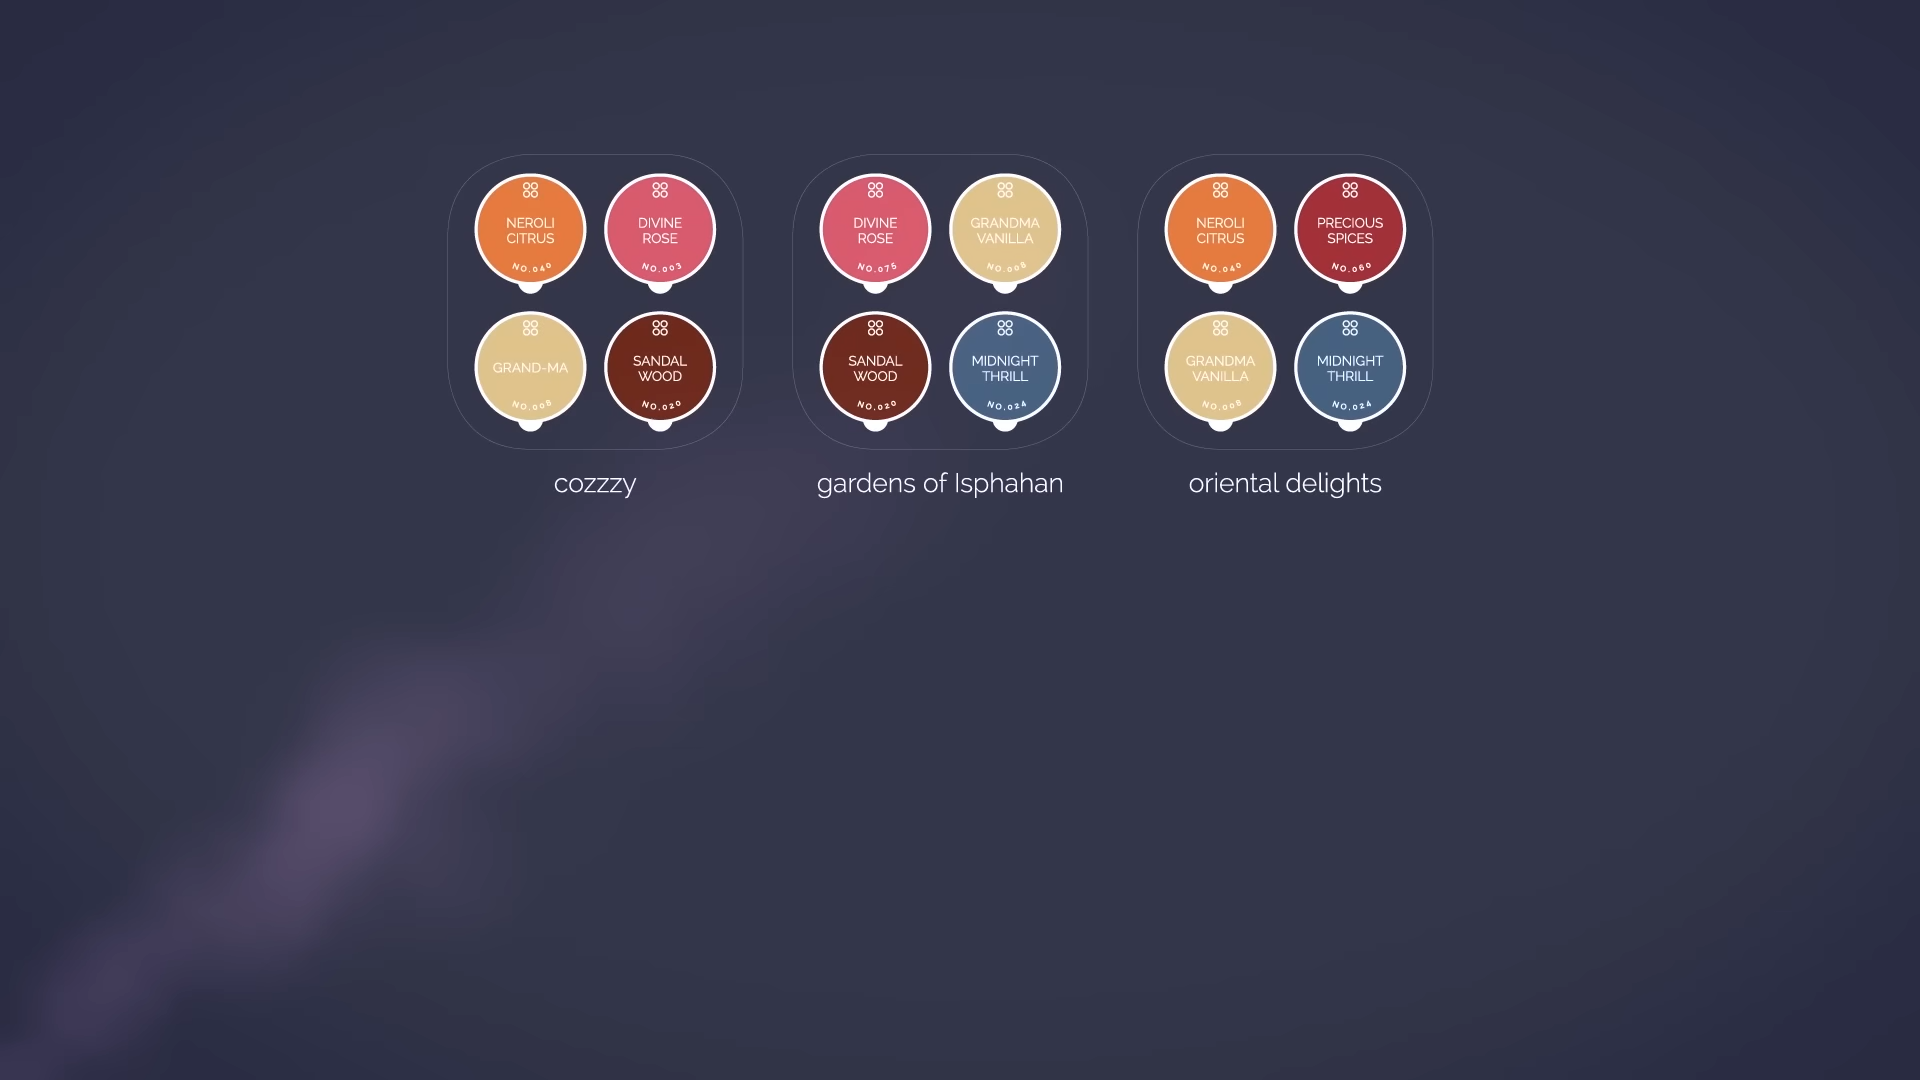 NEROLI
CITRUS
NO.040
DIVINE
ROSE
NO.003
GRAND-MA
NO.008
SANDAL
WOOD
NO.020
cozzzy
DIVINE
ROSE
NO.075
GRANDMA
VANILLA
NO.008
SANDAL
WOOD
NO.020
MIDNIGHT
THRILL
NO.024
gardens of Isphahan
NEROLI
CITRUS
NO.040
PRECIOUS
SPICES
NO.060
GRANDMA
VANILLA
NO.008
MIDNIGHT
THRILL
NO.024
oriental delights